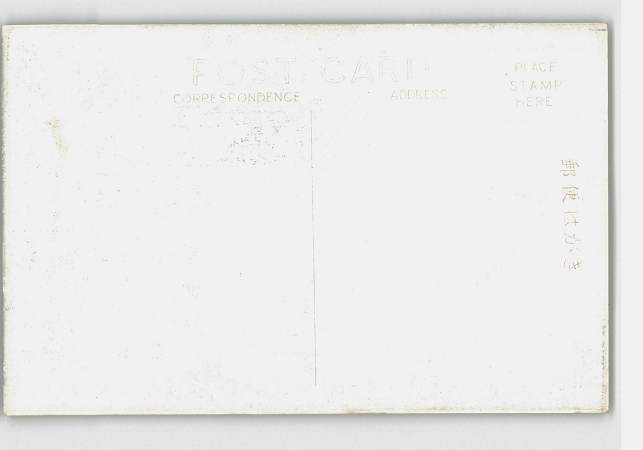 POST CARD
CORRESPONDENCE
ADDRESS
PLACE
STAMP
HERE
郵便はがき